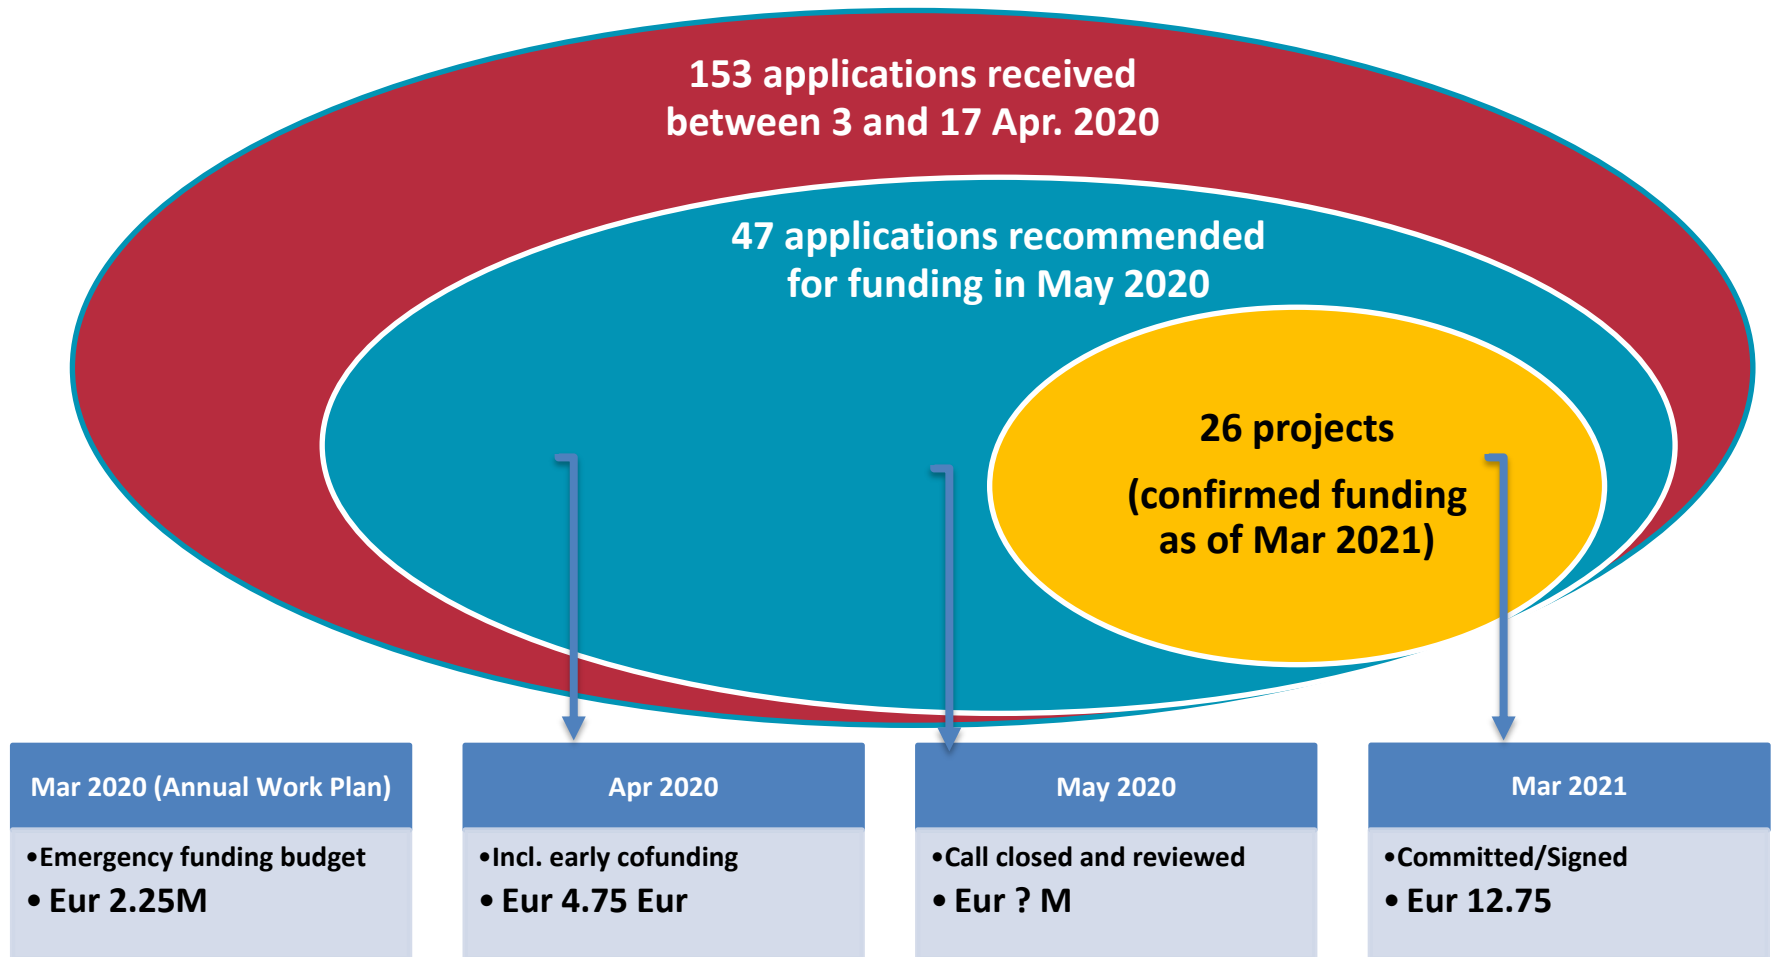 153 applications received
between 3 and 17 Apr. 2020
47 applications recommended
for funding in May 2020
26 projects
(confirmed funding
as of Mar 2021)
Mar 2020 (Annual Work Plan)
•Emergency funding budget
• Eur 2.25M
Apr 2020
•Incl. early cofunding
• Eur 4.75 Eur
May 2020
•Call closed and reviewed
• Eur ? M
Mar 2021
•Committed/Signed
• Eur 12.75